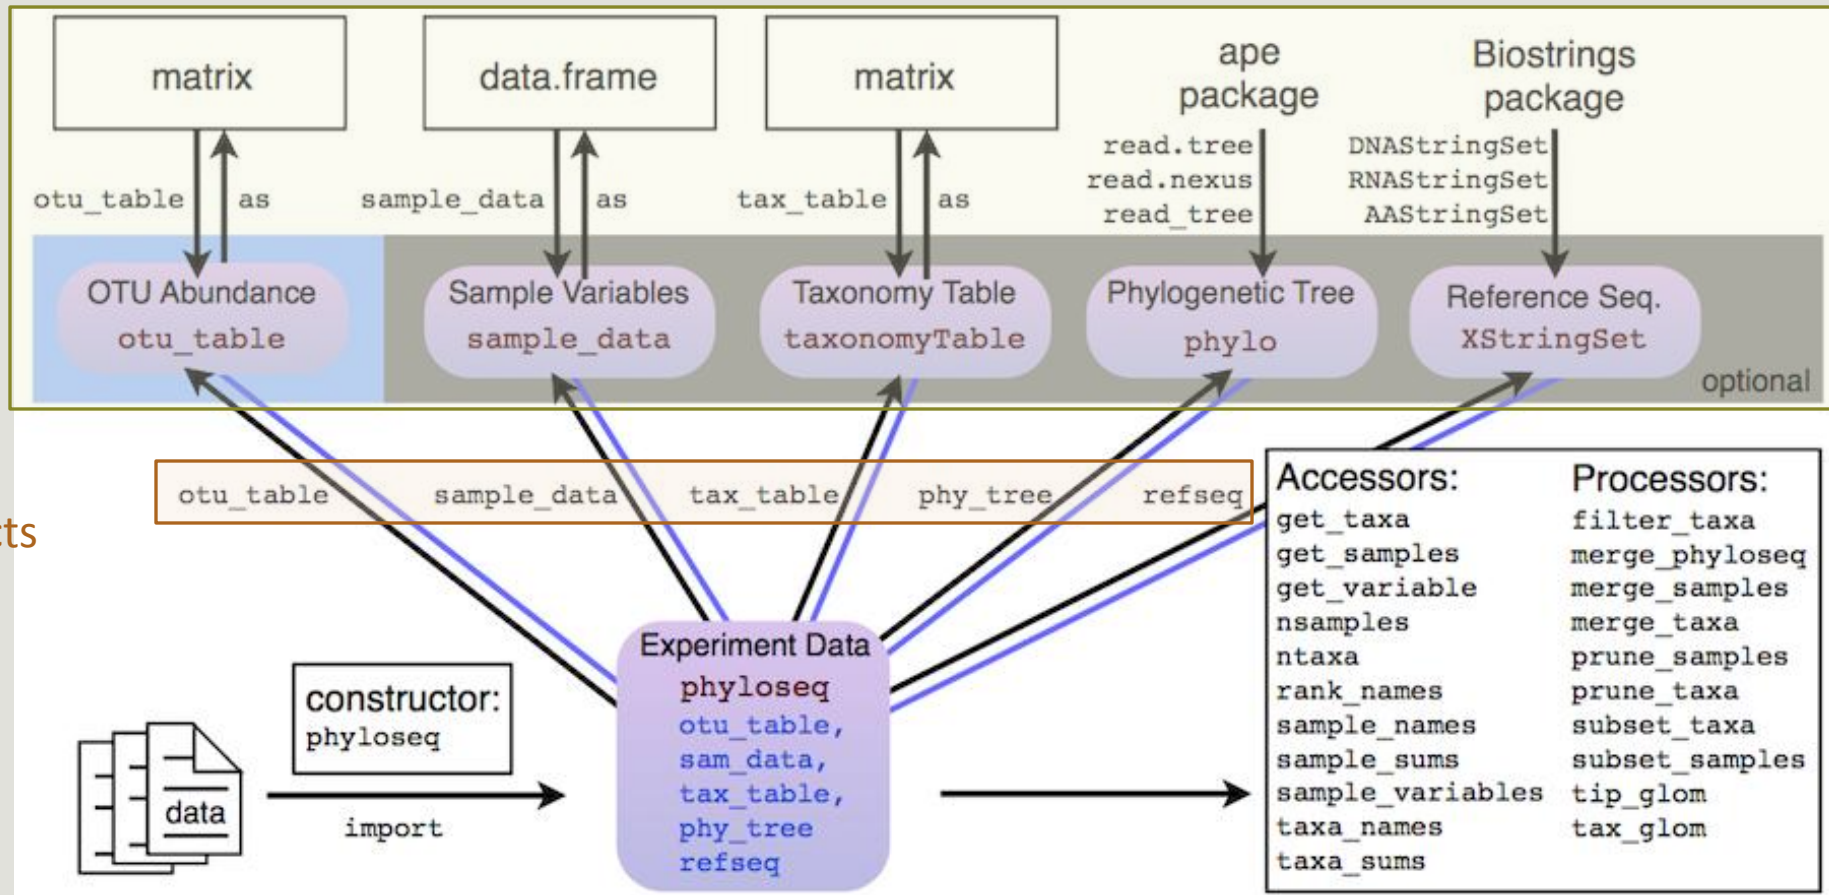 matrix
data.frame
matrix
ape
package
Biostrings
package
otu_table
as
sample_data
as
tax_table
as
read.tree
read.nexus
read_tree
DNAStringSet
RNAStringSet
AAStringSet
OTU Abundance
otu_table
Sample Variables
sample_data
Taxonomy Table
taxonomyTable
Phylogenetic Tree
phylo
Reference Seq.
XStringSet
optional
otu_table sample_data tax_table phy_tree refseq
cts
data
constructor:
phyloseq
import
Experiment Data
phyloseq
otu_table,
sam_data,
tax_table,
phy_tree
refseq
Accessors:
get_taxa
get_samples
get_variable
nsamples
ntaxa
rank_names
sample_names
sample_sums
sample_variables
taxa_names
taxa_sums
Processors:
filter_taxa
merge_phyloseq
merge_samples
merge_taxa
prune_samples
prune_taxa
subset_taxa
subset_samples
tip_glom
tax_glom